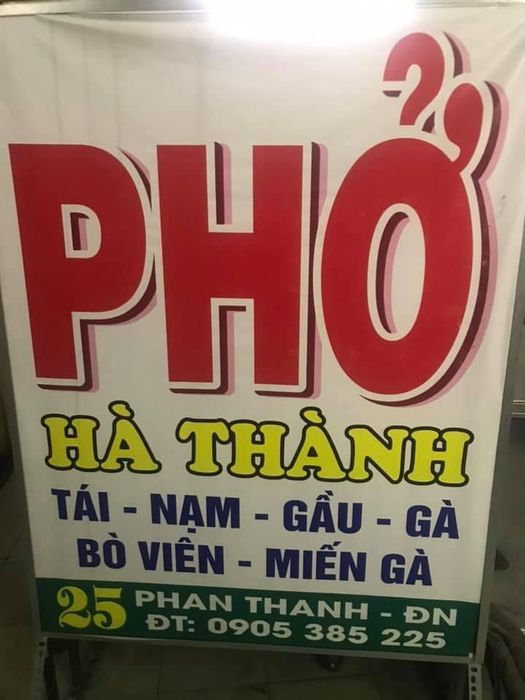 PHỞ
HÀ THÀNH
TÁI - NẠM - GẦU - GÀ
BÒ VIÊN - MIẾN GÀ
25 PHAN THANH - ĐN
ĐT: 0905 385 225